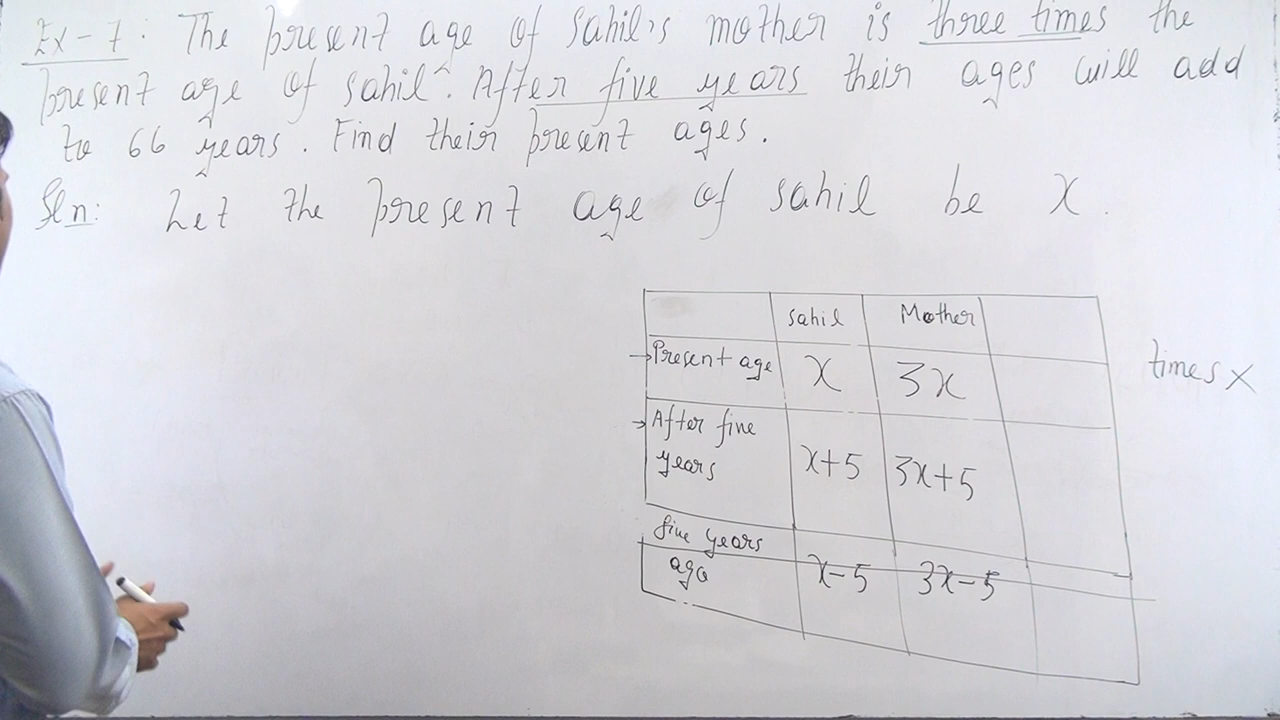 Ex-7: The present age of Sahil's mother is three times the
present age of Sahil. After five years their ages will add
to 66 years. Find their present ages.
Sln: Let the present age of sahil be x.
Sahil Mother
Present age x 3x
times x
After five
years x+5 3x+5
five years
ago x-5 3x-5